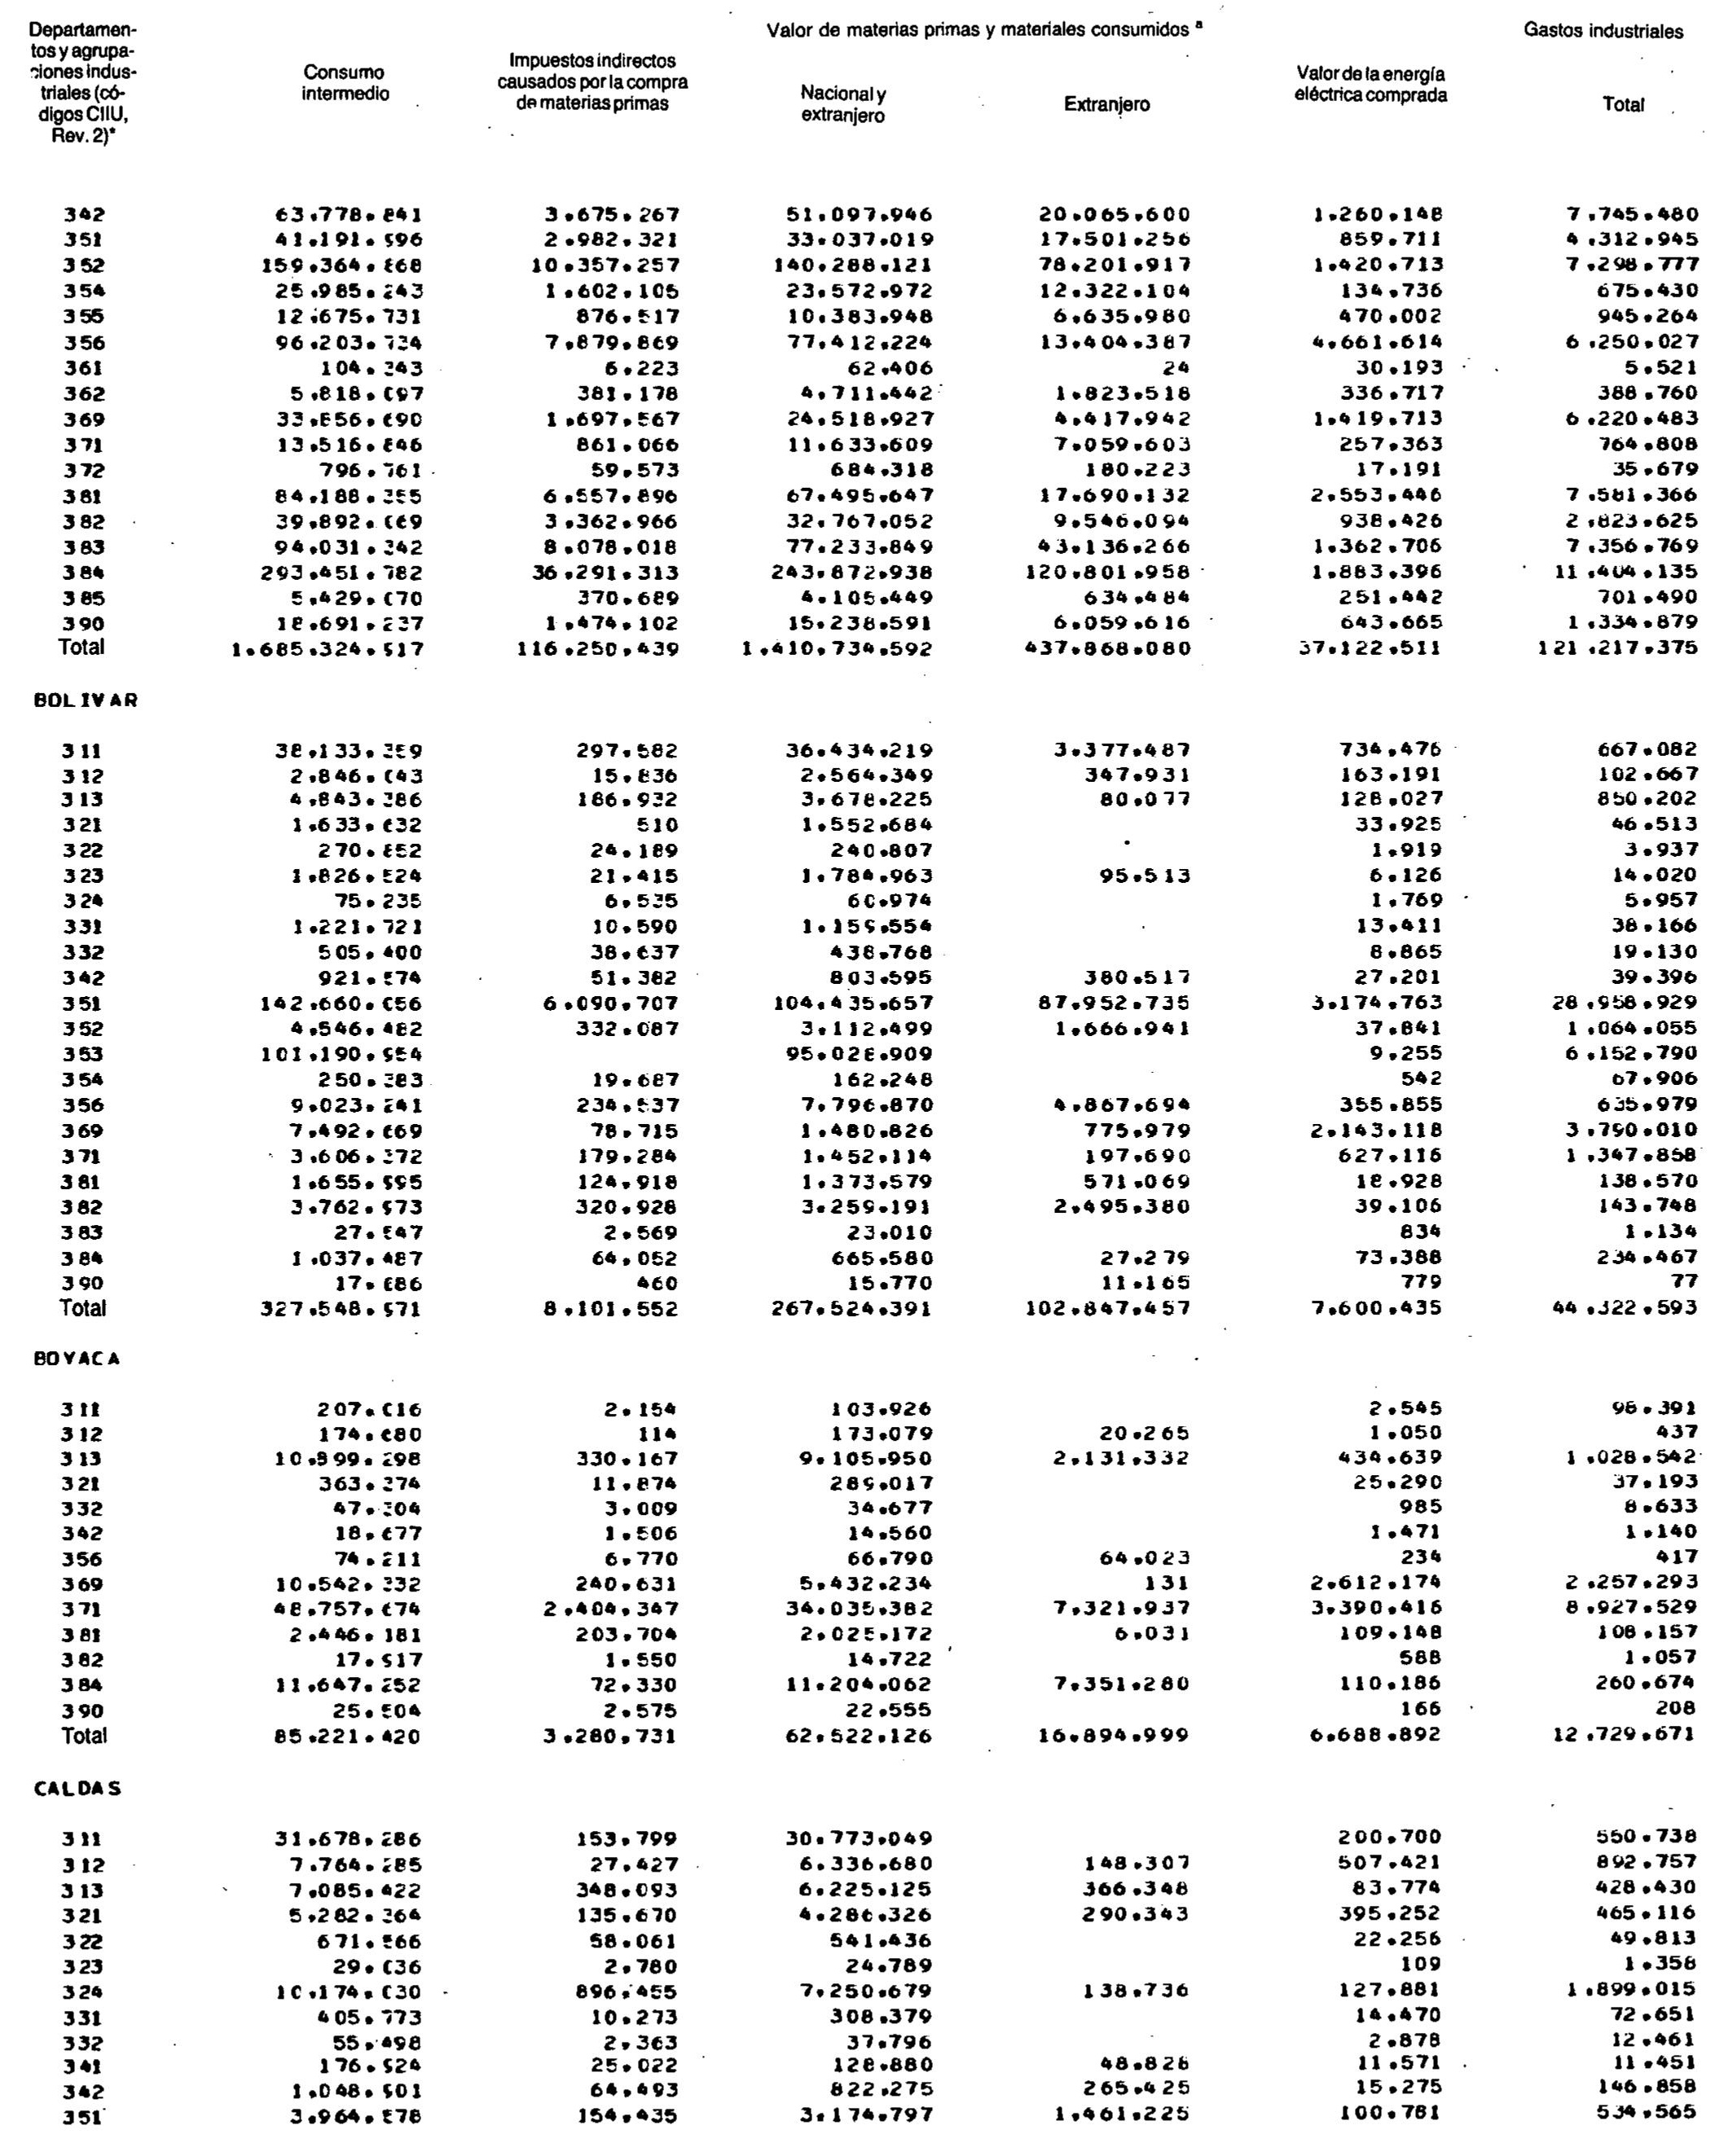 Departamen-
tos y agrupa-
ciones indus-
triales (có-
digos CIIU,
Rev. 2)*
Consumo
intermedio
Impuestos indirectos
causados por la compra
de materias primas
Valor de materias primas y materiales consumidos a
Nacional y
extranjero
Extranjero
Valor de la energía
eléctrica comprada
Gastos industriales
Total
342 63.778.841 3.675.267 51.097.946 20.065.600 1.260.148 7.745.480
351 41.191.996 2.982.321 33.037.019 17.501.256 859.711 4.312.945
352 159.364.868 10.357.257 140.288.121 78.201.917 1.420.713 7.298.777
354 25.985.243 1.602.105 23.572.972 12.322.104 134.736 675.430
355 12.675.731 876.517 10.383.948 6.635.980 470.002 945.264
356 96.203.734 7.879.869 77.412.224 13.404.387 4.661.614 6.250.027
361 104.343 6.223 62.406 24 30.193 5.521
362 5.818.097 381.178 4.711.442 1.823.518 336.717 388.760
369 33.856.690 1.697.567 24.518.927 4.417.942 1.419.713 6.220.483
371 13.516.846 861.066 11.633.609 7.059.603 257.363 764.808
372 796.761 59.573 684.318 180.223 17.191 35.679
381 84.188.355 6.557.896 67.495.647 17.690.132 2.553.446 7.581.366
382 39.892.069 3.362.966 32.767.052 9.546.094 938.426 2.823.625
383 94.031.342 8.078.018 77.233.849 43.136.266 1.362.706 7.356.769
384 293.451.782 36.291.313 243.872.938 120.801.958 1.883.396 11.404.135
385 5.429.070 370.689 4.105.449 634.484 251.442 701.490
390 18.691.237 1.474.102 15.238.591 6.059.616 643.665 1.334.879
Total 1.685.324.917 116.250.439 1.410.734.592 437.868.080 37.122.511 121.217.375
BOLIVAR
311 38.133.359 297.582 36.434.219 3.377.487 734.476 667.082
312 2.846.043 15.836 2.564.349 347.931 163.191 102.667
313 4.843.386 186.932 3.678.225 80.077 128.027 850.202
321 1.633.632 510 1.552.684 33.925 46.513
322 270.852 24.189 240.807 1.919 3.937
323 1.826.524 21.415 1.784.963 95.513 6.126 14.020
324 75.235 6.535 60.974 1.769 5.957
331 1.221.721 10.590 1.159.554 13.411 38.166
332 505.400 38.637 438.768 8.865 19.130
342 921.574 51.382 803.595 380.517 27.201 39.396
351 142.660.056 6.090.707 104.435.657 87.952.735 3.174.763 28.958.929
352 4.546.482 332.087 3.112.499 1.666.941 37.841 1.064.055
353 101.190.954 95.028.909 9.255 6.152.790
354 250.383 19.687 162.248 542 67.906
356 9.023.241 234.537 7.796.870 4.867.694 355.855 635.979
369 7.492.669 78.715 1.480.826 775.979 2.143.118 3.790.010
371 3.606.372 179.284 1.452.114 197.690 627.116 1.347.858
381 1.655.995 124.918 1.373.579 571.069 18.928 138.570
382 3.762.973 320.928 3.259.191 2.495.380 39.106 143.748
383 27.547 2.569 23.010 834 1.134
384 1.037.487 64.052 665.580 27.279 73.388 234.467
390 17.086 460 15.770 11.165 779 77
Total 327.548.971 8.101.552 267.524.391 102.847.457 7.600.435 44.322.593
BOYACA
311 207.016 2.154 103.926 2.545 98.391
312 174.680 114 173.079 20.265 1.050 437
313 10.899.298 330.167 9.105.950 2.131.332 434.639 1.028.542
321 363.374 11.874 289.017 25.290 37.193
332 47.304 3.009 34.677 985 8.633
342 18.677 1.506 14.560 1.471 1.140
356 74.211 6.770 66.790 64.023 234 417
369 10.542.332 240.631 5.432.234 131 2.612.174 2.257.293
371 48.757.674 2.404.347 34.035.382 7.321.937 3.390.416 8.927.529
381 2.446.181 203.704 2.025.172 6.031 109.148 108.157
382 17.917 1.550 14.722 588 1.057
384 11.647.252 72.330 11.204.062 7.351.280 110.186 260.674
390 25.504 2.575 22.555 166 208
Total 85.221.420 3.280.731 62.522.126 16.894.999 6.688.892 12.729.671
CALDAS
311 31.678.286 153.799 30.773.049 200.700 550.738
312 7.764.285 27.427 6.336.680 148.307 507.421 892.757
313 7.085.422 348.093 6.225.125 366.348 83.774 428.430
321 5.282.364 135.670 4.286.326 290.343 395.252 465.116
322 671.566 58.061 541.436 22.256 49.813
323 29.036 2.780 24.789 109 1.358
324 10.174.030 896.455 7.250.679 138.736 127.881 1.899.015
331 405.773 10.273 308.379 14.470 72.651
332 55.498 2.363 37.796 2.878 12.461
341 176.924 25.022 128.880 48.826 11.571 11.451
342 1.048.901 64.493 822.275 265.425 15.275 146.858
351 3.964.578 154.435 3.174.797 1.461.225 100.781 534.565